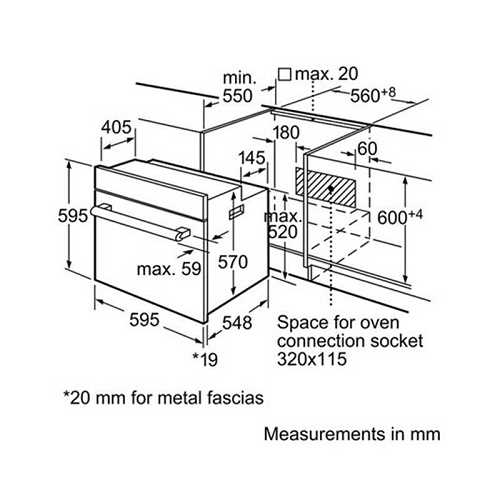 min.
550
□max. 20
560+8
405
180
60
145
595
max.
520
600+4
max. 59
570
595
548
*19
Space for oven
connection socket
320x115
*20 mm for metal fascias
Measurements in mm